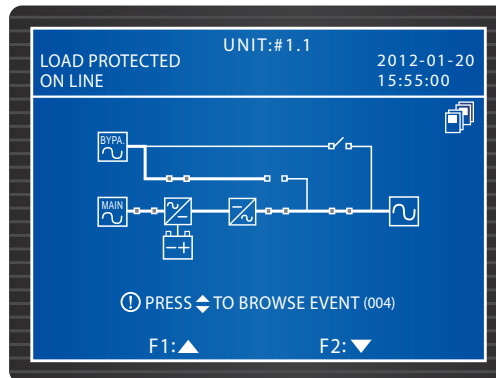 UNIT:#1.1
LOAD PROTECTED
ON LINE
2012-01-20
15:55:00
BYPA.
MAIN
PRESS TO BROWSE EVENT (004)
F1:
F2: